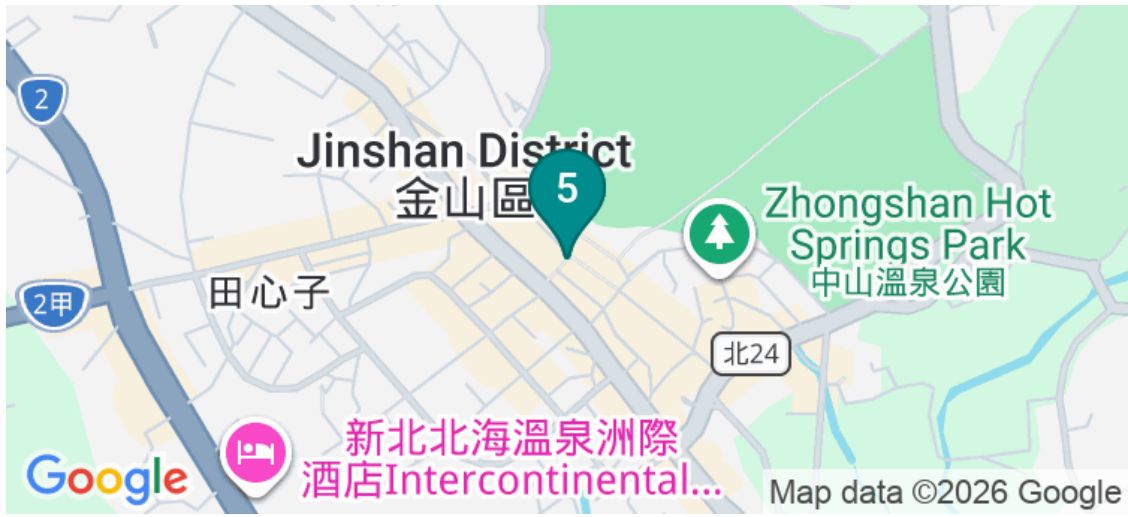 2
Jinshan District
金山區
5
Zhongshan Hot
Springs Park
中山溫泉公園
田心子
2甲
北24
新北北海溫泉洲際
酒店Intercontinental...
Google
Map data ©2026 Google